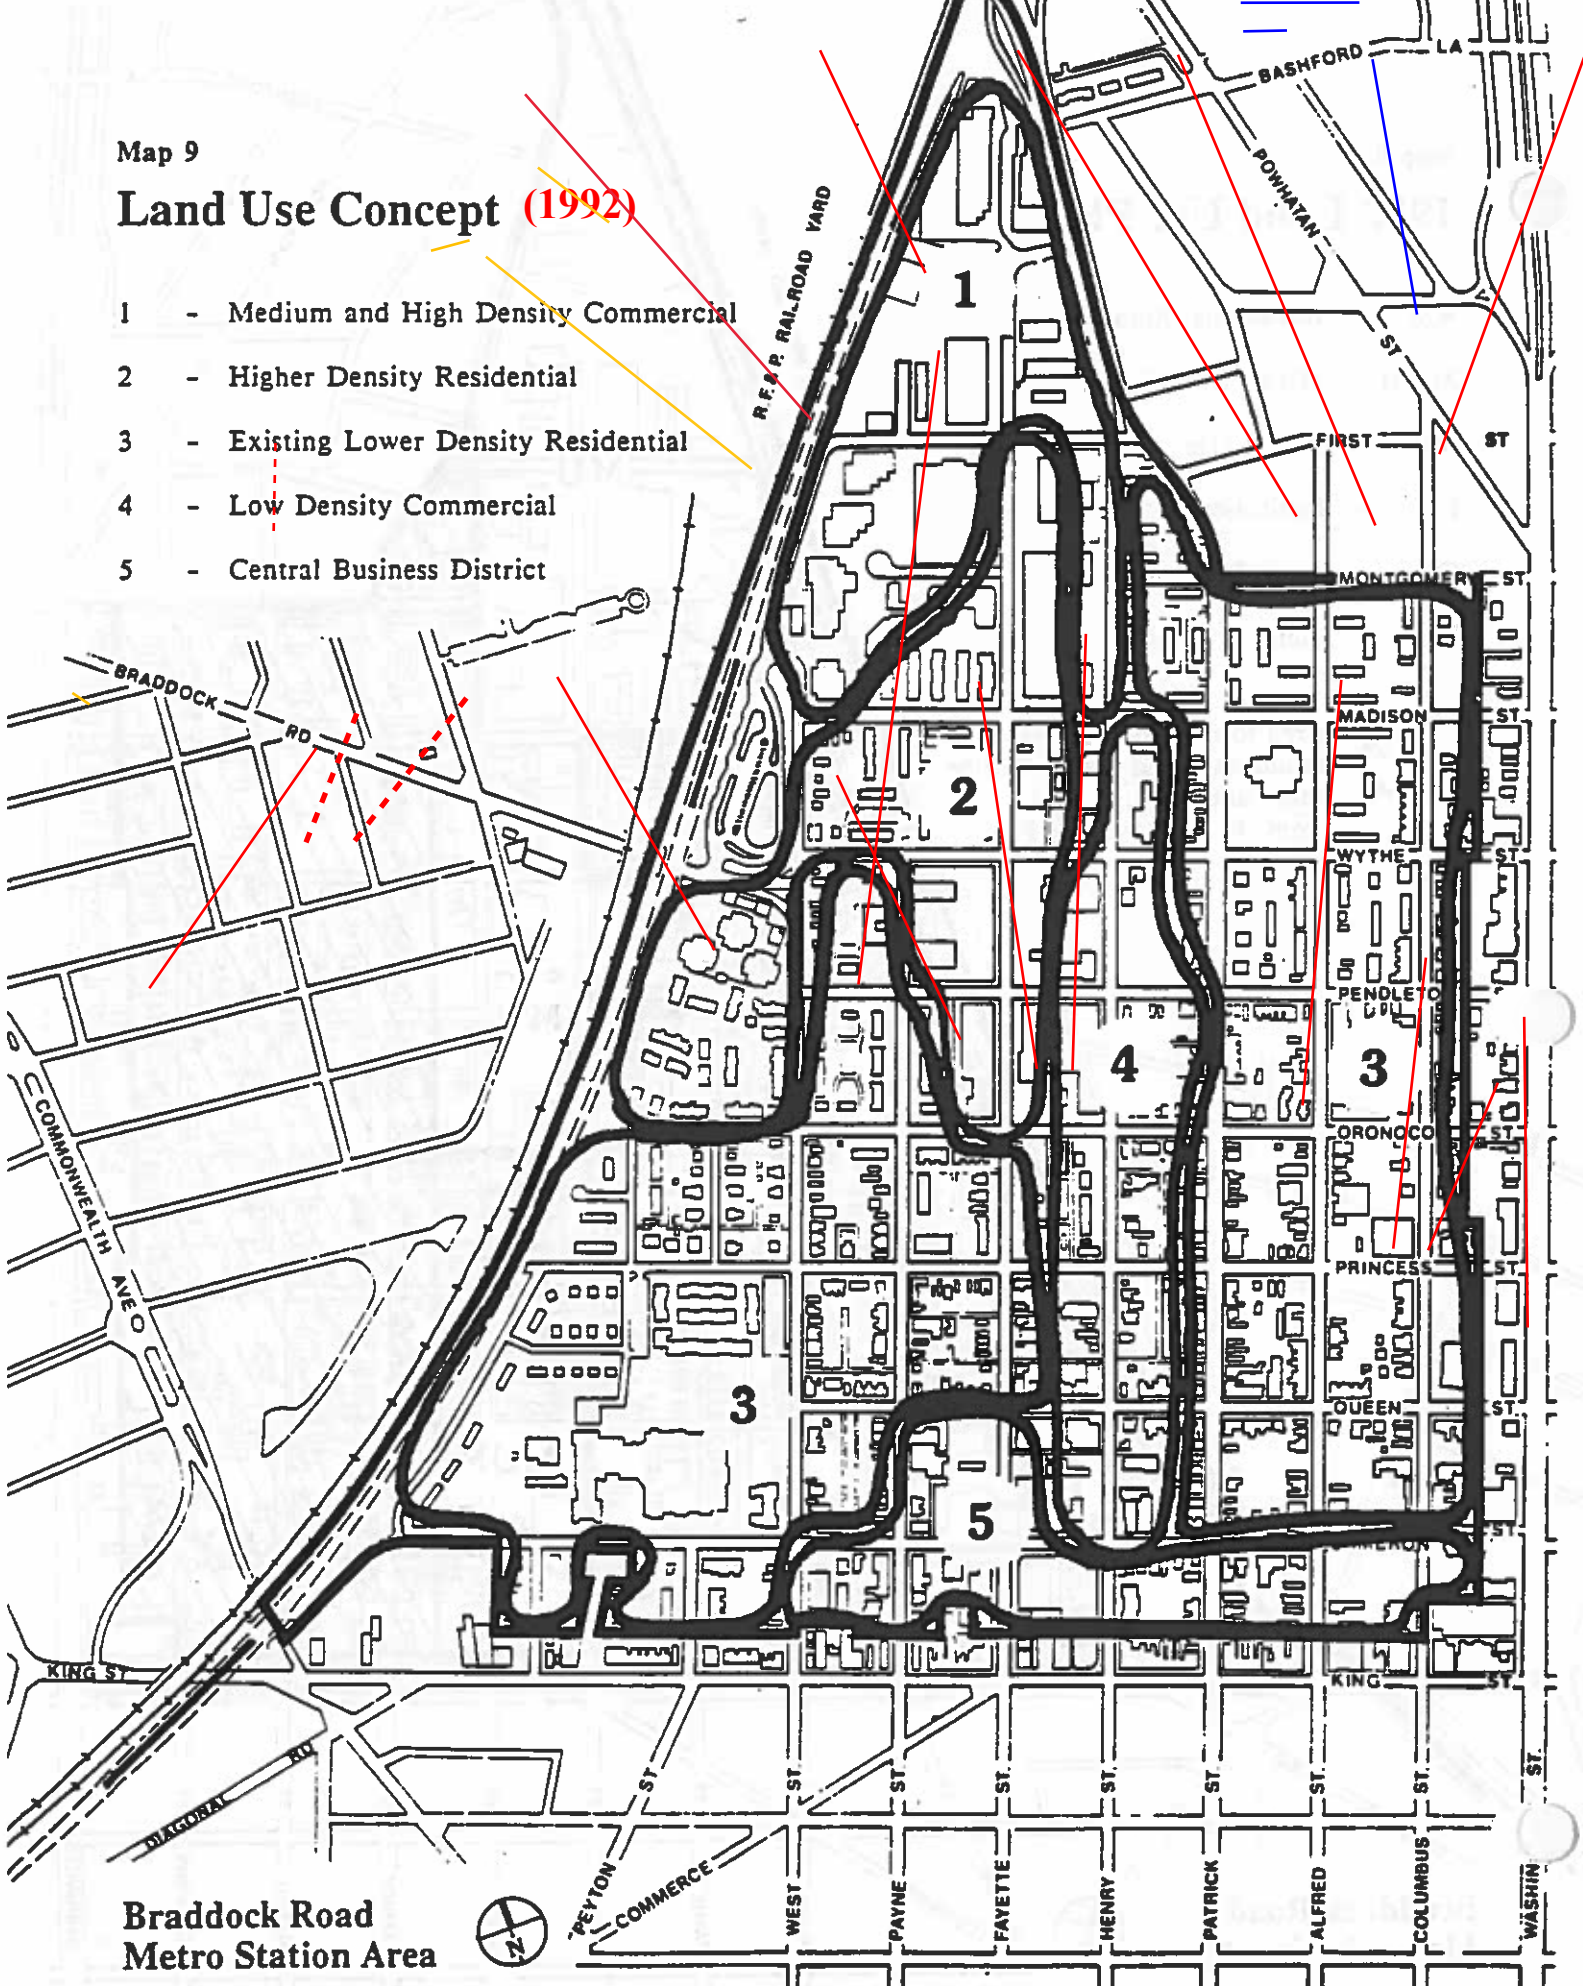 Map 9
Land Use Concept (1992)
1 - Medium and High Density Commercial
2 - Higher Density Residential
3 - Existing Lower Density Residential
4 - Low Density Commercial
5 - Central Business District
R.F.& P. RAILROAD YARD
BASHFORD LA
POWHATAN ST
1
FIRST ST
MONTGOMERY ST
BRADDOCK RD
MADISON ST
2
WYTHE ST
PENDLETO
4
3
ORONOCO ST
COMMONWEALTH AVE
PRINCESS ST
3
QUEEN ST
5
ST
KING ST
KING ST
DIAGONAL RD
PEYTON ST
COMMERCE
WEST ST.
PAYNE ST.
FAYETTE ST.
HENRY ST.
PATRICK ST.
ALFRED ST.
COLUMBUS ST.
WASHIN ST.
Braddock Road
Metro Station Area
N